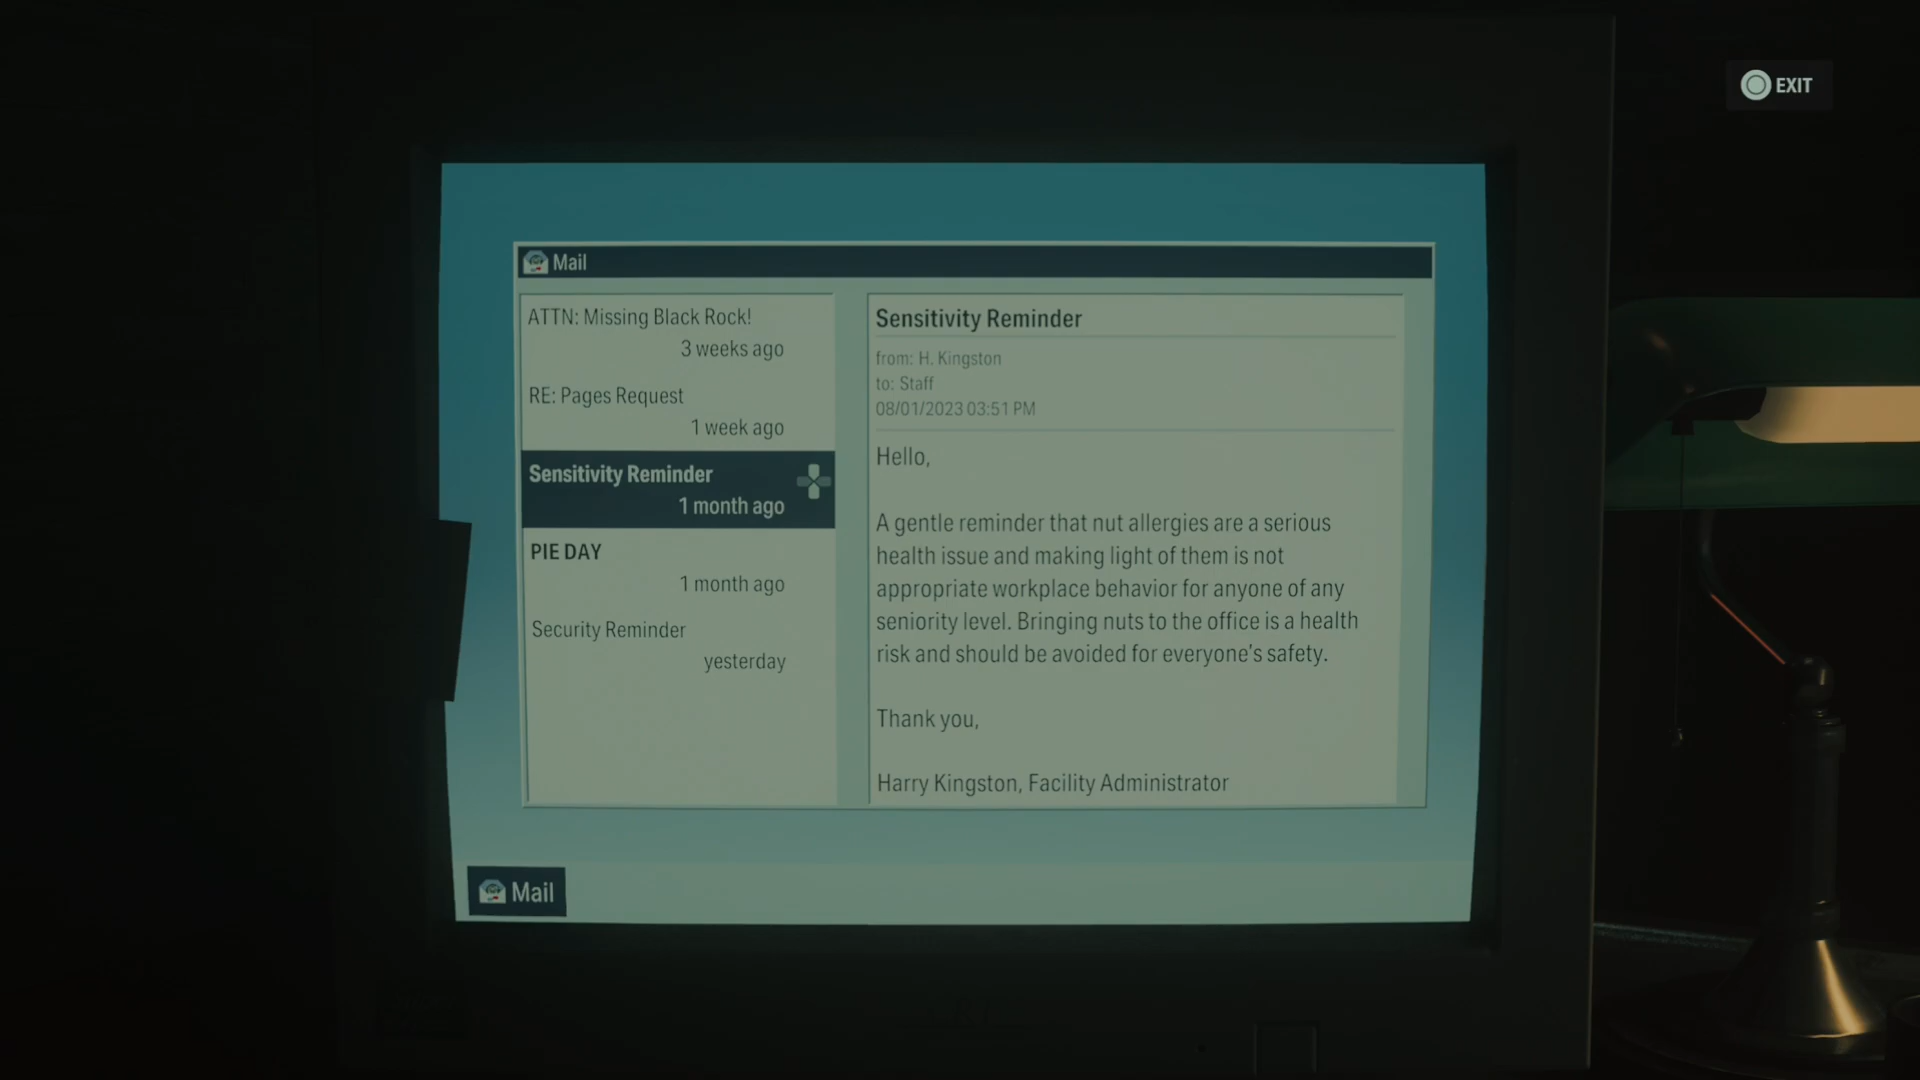 EXIT
Mail
ATTN: Missing Black Rock!
3 weeks ago
RE: Pages Request
1 week ago
Sensitivity Reminder
1 month ago
PIE DAY
1 month ago
Security Reminder
yesterday
Sensitivity Reminder
from: H. Kingston
to: Staff
08/01/2023 03:51 PM
Hello,
A gentle reminder that nut allergies are a serious
health issue and making light of them is not
appropriate workplace behavior for anyone of any
seniority level. Bringing nuts to the office is a health
risk and should be avoided for everyone's safety.
Thank you,
Harry Kingston, Facility Administrator
Mail